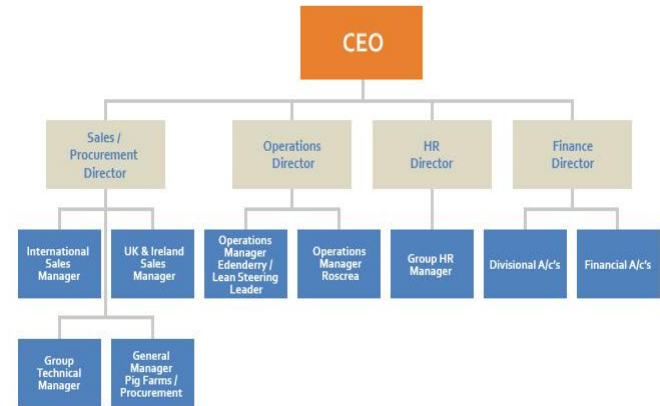 CEO
Sales /
Procurement
Director
Operations
Director
HR
Director
Finance
Director
International
Sales
Manager
UK & Ireland
Sales
Manager
Operations
Manager
Edenderry /
Lean Steering
Leader
Operations
Manager
Roscrea
Group HR
Manager
Divisional A/c's
Financial A/c's
Group
Technical
Manager
General
Manager
Pig Farms /
Procurement